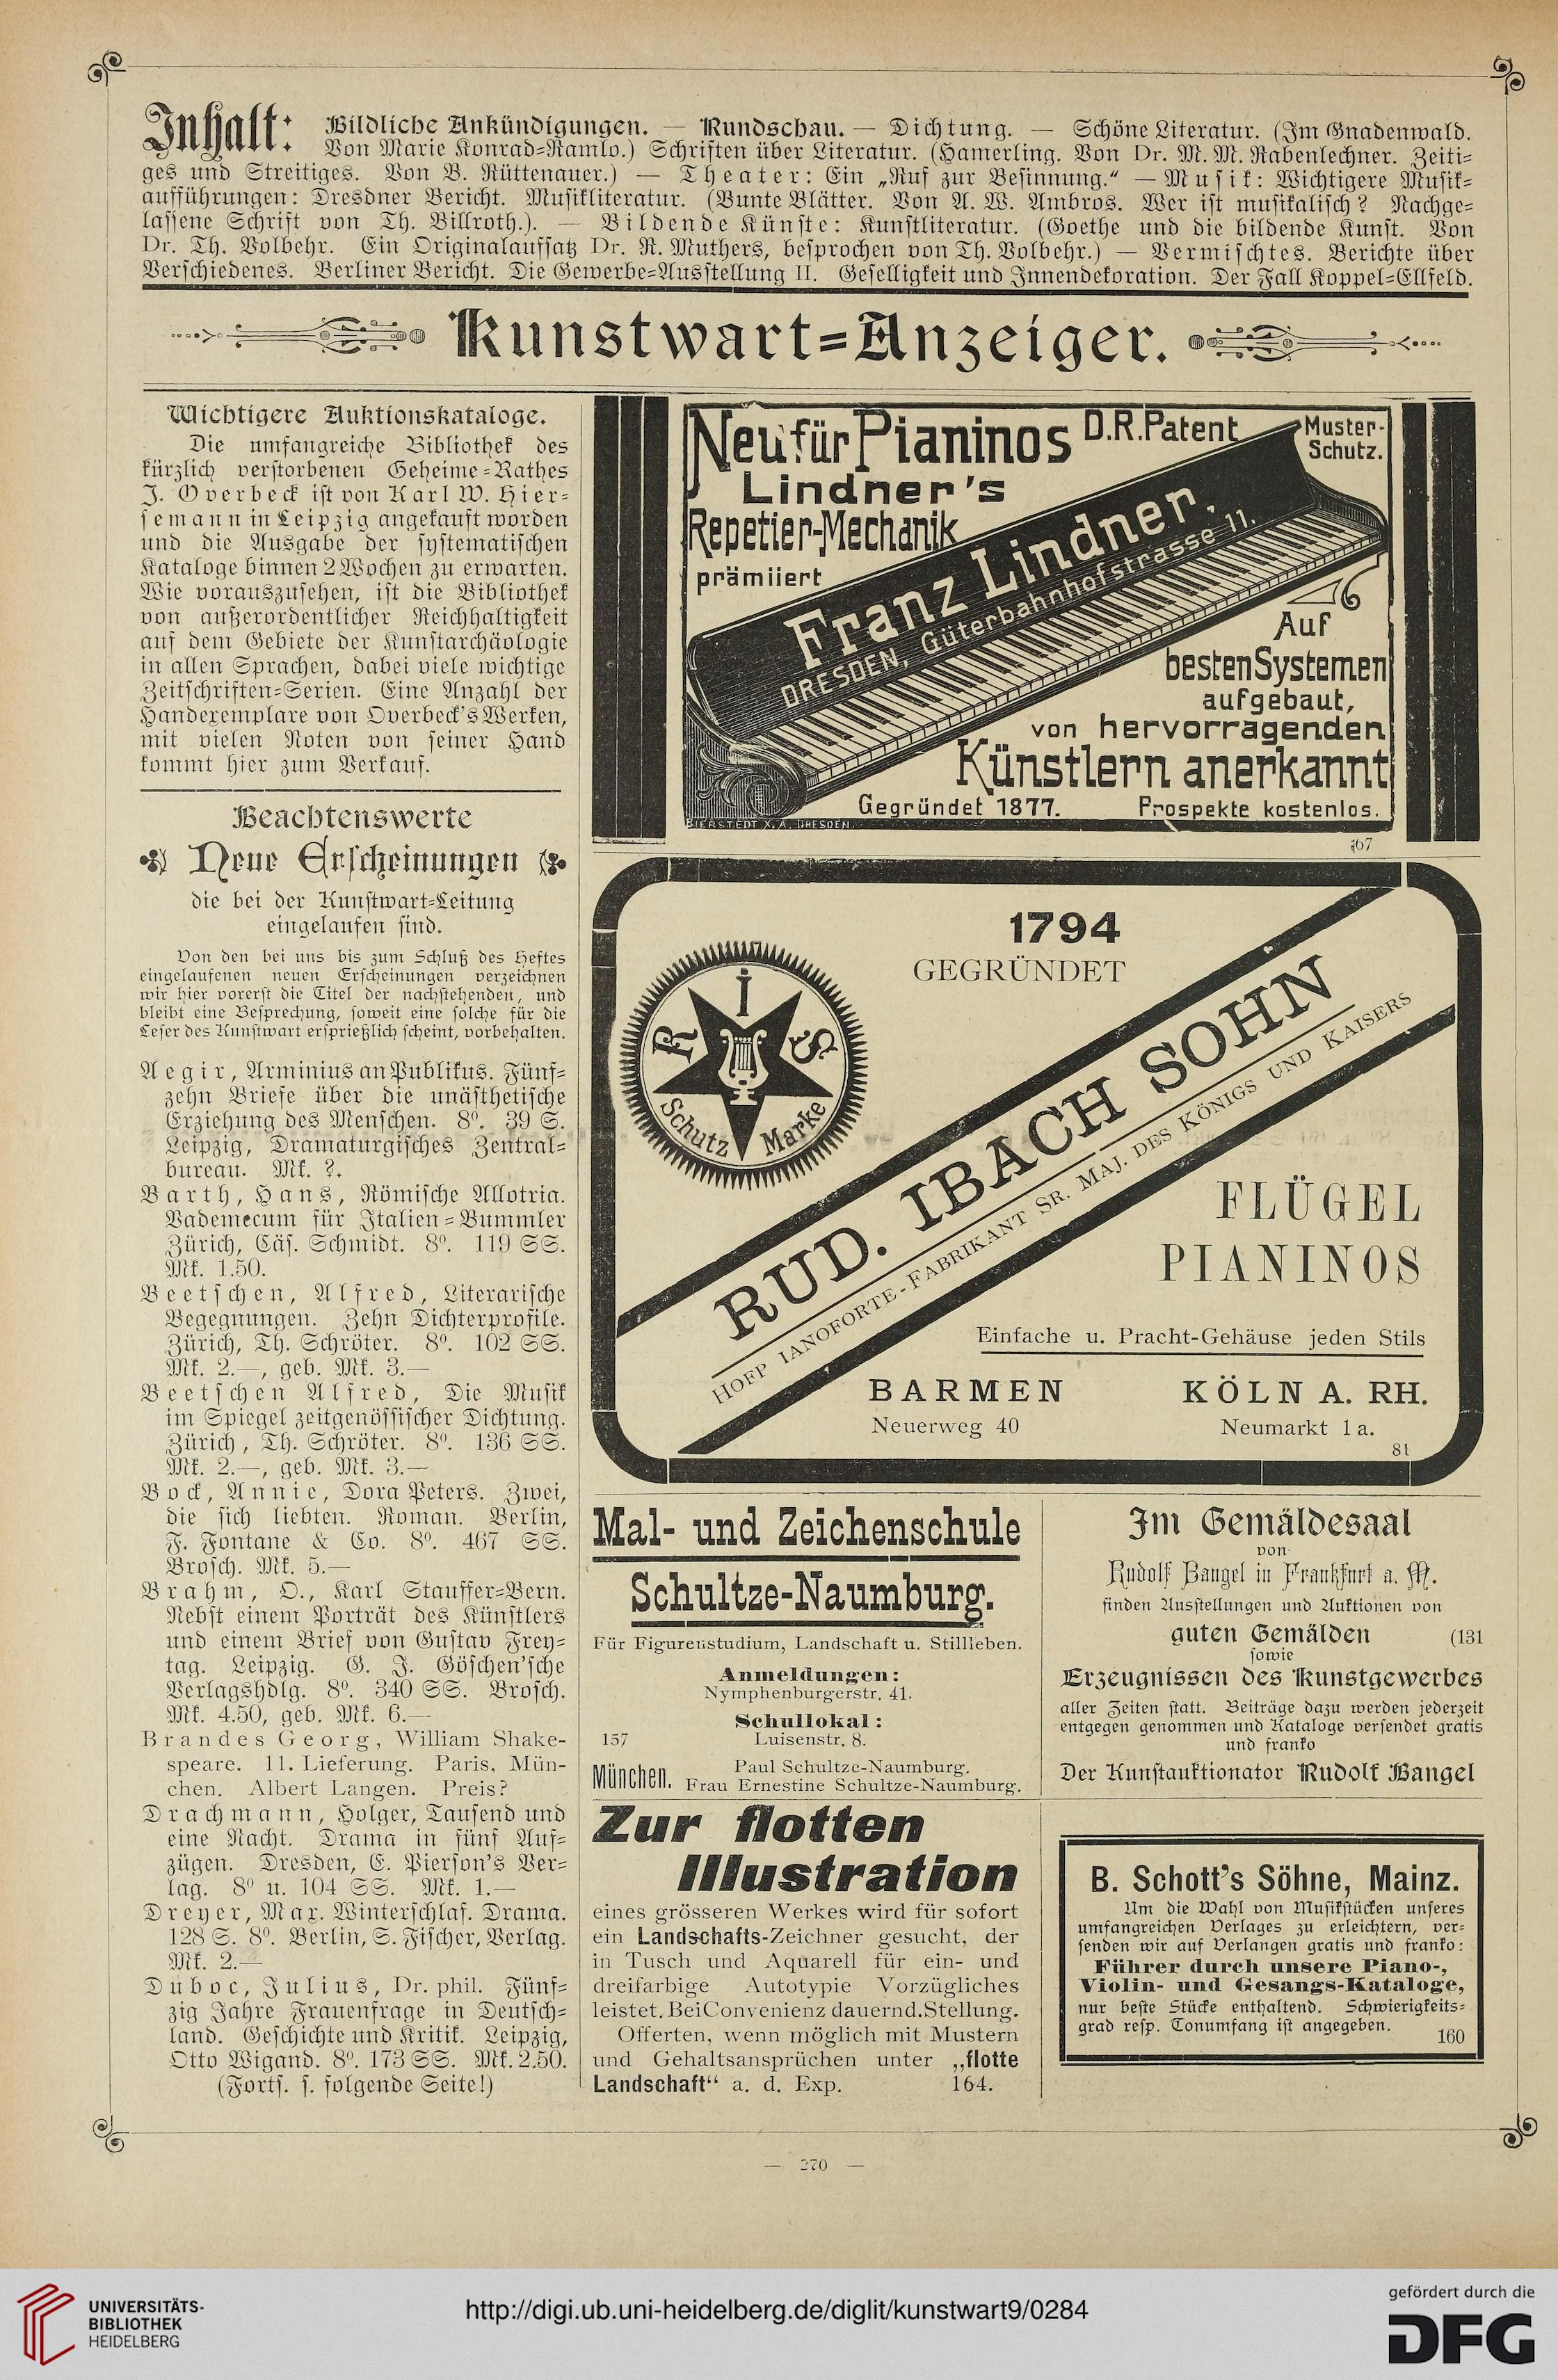 Inhalt: Bildliche Ankündigungen. — Rundschau. — Dichtung. — Schöne Literatur. (Im Gnadenwald.
Von Marie Konrad-Ramlo.) Schriften über Literatur. (Hamerling. Von Dr. M. M. Rabenlechner. Zeiti-
ges und Streitiges. Von B. Rüttenauer.) — Theater: Ein „Ruf zur Besinnung.“ — Musik: Wichtigere Musik-
aufführungen: Dresdner Bericht. Musikliteratur. (Bunte Blätter. Von A. W. Ambros. Wer ist musikalisch? Nachge-
lassene Schrift von Th. Billroth.). — Bildende Künste: Kunstliteratur. (Goethe und die bildende Kunst. Von
Dr. Th. Volbehr. Ein Originalaufsatz Dr. R. Muthers, besprochen von Th. Volbehr.) — Vermischtes. Berichte über
Verschiedenes. Berliner Bericht. Die Gewerbe-Ausstellung II. Geselligkeit und Innendekoration. Der Fall Koppel-Ellfeld.
Kunstwart-Anzeiger.
Wichtigere Auktionskataloge.
Die umfangreiche Bibliothek des
kürzlich verstorbenen Geheime-Rathes
J. Overbeck ist von Karl W. Hier-
semann in Leipzig angekauft worden
und die Ausgabe der systematischen
Kataloge binnen 2 Wochen zu erwarten.
Wie vorauszusehen, ist die Bibliothek
von außerordentlicher Reichhaltigkeit
auf dem Gebiete der Kunstarchäologie
in allen Sprachen, dabei viele wichtige
Zeitschriften-Serien. Eine Anzahl der
Handexemplare von Overbeck's Werken,
mit vielen Noten von seiner Hand
kommt hier zum Verkauf.
Beachtenswerte
Neue Erscheinungen
die bei der Kunstwart-Leitung
eingelaufen sind.
Von den bei uns bis zum Schluß des Heftes
eingelaufenen neuen Erscheinungen verzeichnen
wir hier vorerst die Titel der nachstehenden, und
bleibt eine Besprechung, soweit eine solche für die
Leser des Kunstwart ersprießlich scheint, vorbehalten.
Aegir, Arminius an Publikus. Fünf-
zehn Briefe über die unästhetische
Erziehung des Menschen. 8º. 39 S.
Leipzig, Dramaturgisches Zentral-
bureau. Mk. ?.
Barth, Hans, Römische Allotria.
Vademecum für Italien-Bummler
Zürich, Cäs. Schmidt. 8º. 119 SS.
Mk. 1.50.
Beetschen, Alfred, Literarische
Begegnungen. Zehn Dichterprofile.
Zürich, Th. Schröter. 8º. 102 SS.
Mk. 2.—, geb. Mk. 3.—
Beetschen Alfred, Die Musik
im Spiegel zeitgenössischer Dichtung.
Zürich, Th. Schröter. 8º. 136 SS.
Mk. 2.—, geb. Mk. 3.—
Bock, Annie, Dora Peters. Zwei,
die sich liebten. Roman. Berlin,
F. Fontane & Co. 8º. 467 SS.
Brosch. Mk. 5.—
Brahm, O., Karl Stauffer-Bern.
Nebst einem Porträt des Künstlers
und einem Brief von Gustav Frey-
tag. Leipzig. G. J. Göschen'sche
Verlagshdlg. 8º. 340 SS. Brosch.
Mk. 4.50, geb. Mk. 6.—
Brandes Georg, William Shake-
speare. 11. Lieferung. Paris, Mün-
chen. Albert Langen. Preis?
Drachmann, Holger, Tausend und
eine Nacht. Drama in fünf Auf-
zügen. Dresden, E. Pierson's Ver-
lag. 8º u. 104 SS. Mk. 1.—
Dreyer, Max. Winterschlaf. Drama.
128 S. 8º. Berlin, S. Fischer, Verlag.
Mk. 2.—
Duboc, Julius, Dr. phil. Fünf-
zig Jahre Frauenfrage in Deutsch-
land. Geschichte und Kritik. Leipzig,
Otto Wigand. 8º. 173 SS. Mk. 2.50.
(Forts. s. folgende Seite!)
Neu für Pianinos D.R.Patent Muster-
Schutz.
Lindner's
Repetier-Mechanik
prämiiert
Franz Lindner.
DRESDEN, Güterbahnhofstrasse 11.
Auf
besten Systemen
aufgebaut,
von hervorragenden
Künstlern anerkannt
Gegründet 1877. Prospekte kostenlos.
BIERSTEDT X.A. DRESDEN.
167
1794
GEGRÜNDET
IRIS
Schutz Marke
RUD. IBACH SOHN
HOFP IANOFORTE-FABRIKANT SR. MAJ. DES KÖNIGS UND KAISERS
FLÜGEL
PIANINOS
Einfache u. Pracht-Gehäuse jeden Stils
BARMEN KÖLN A. RH.
Neuerweg 40 Neumarkt 1 a.
81
Mal- und Zeichenschule
Schultze-Naumburg.
Für Figurenstudium, Landschaft u. Stillleben.
Anmeldungen:
Nymphenburgerstr. 41.
Schullokal:
157 Luisenstr. 8.
München. Paul Schultze-Naumburg.
Frau Ernestine Schultze-Naumburg.
Zur flotten
Illustration
eines grösseren Werkes wird für sofort
ein Landschafts-Zeichner gesucht, der
in Tusch und Aquarell für ein- und
dreifarbige Autotypie Vorzügliches
leistet. Bei Convenienz dauernd. Stellung.
Offerten, wenn möglich mit Mustern
und Gehaltsansprüchen unter „flotte
Landschaft“ a. d. Exp. 164.
Im Gemäldesaal
von
Rudolf Bangel in Frankfurt a. M.
finden Ausstellungen und Auktionen von
guten Gemälden (131
sowie
Erzeugnissen des Kunstgewerbes
aller Zeiten statt. Beiträge dazu werden jederzeit
entgegen genommen und Kataloge versendet gratis
und franko
Der Kunstauktionator Rudolf Bangel
B. Schott's Söhne, Mainz.
Um die Wahl von Musikstücken unseres
umfangreichen Verlages zu erleichtern, ver-
senden wir auf Verlangen gratis und franko:
Führer durch unsere Piano-,
Violin- und Gesangs-Kataloge,
nur beste Stücke enthaltend. Schwierigkeits-
grad resp. Tonumfang ist angegeben.
160
— 270 —
UNIVERSITÄTS-
BIBLIOTHEK
HEIDELBERG
http://digi.ub.uni-heidelberg.de/diglit/kunstwart9/0284
gefördert durch die
DFG